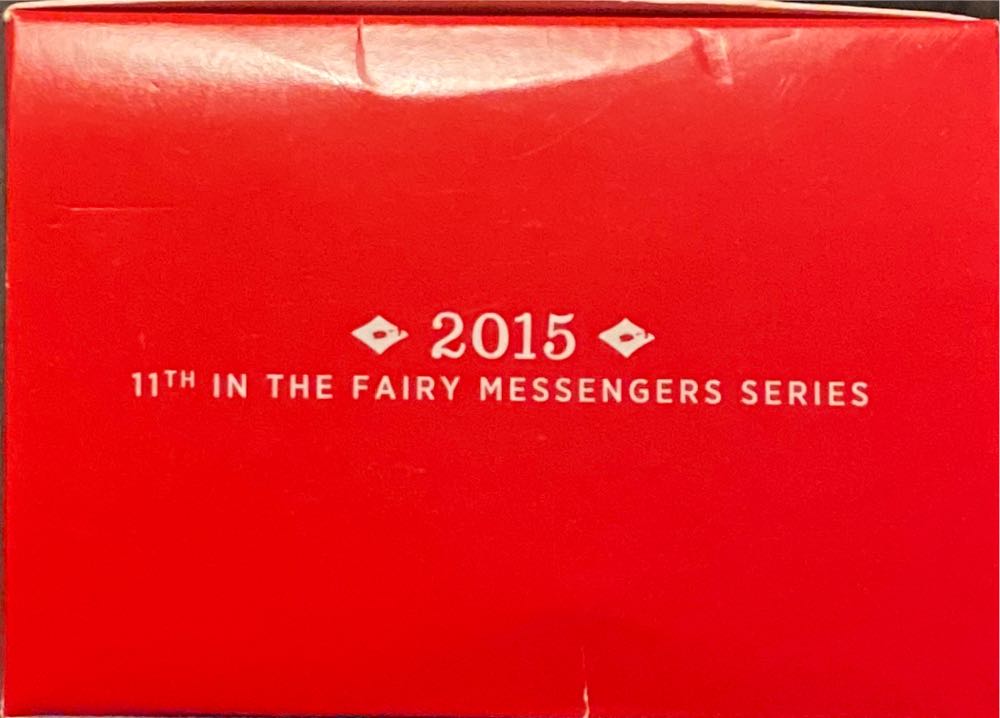 2015
11TH IN THE FAIRY MESSENGERS SERIES